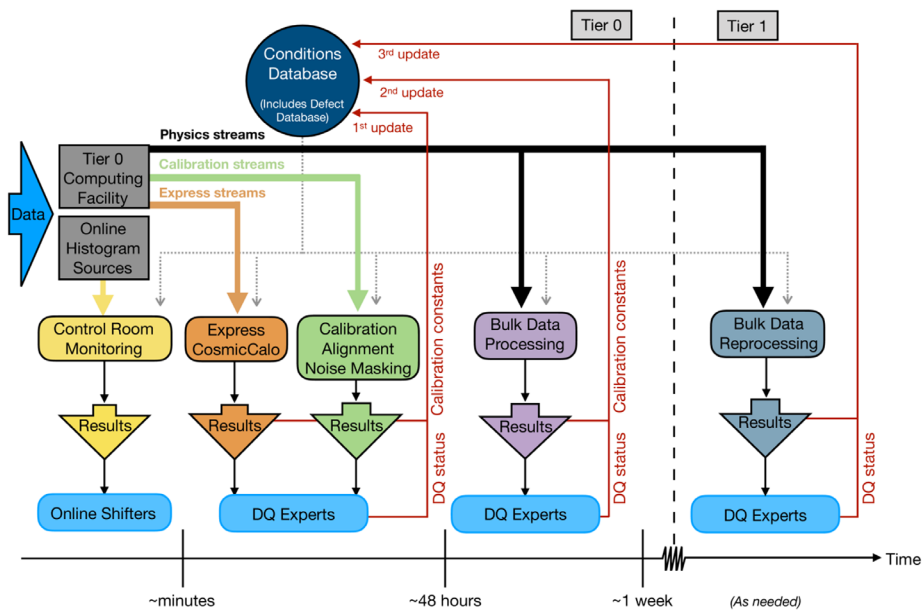 Tier 0
Tier 1
Conditions
Database
(Includes Defect
Database)
3rd update
2nd update
1st update
Physics streams
Calibration streams
Express streams
Data
Tier 0
Computing
Facility
Online
Histogram
Sources
Control Room
Monitoring
Express
CosmicCalo
Calibration
Alignment
Noise Masking
Bulk Data
Processing
Bulk Data
Reprocessing
Calibration constants
Calibration constants
Results
Results
Results
Results
Results
DQ status
DQ status
DQ status
Online Shifters
DQ Experts
DQ Experts
DQ Experts
Time
~minutes
~48 hours
~1 week
(As needed)